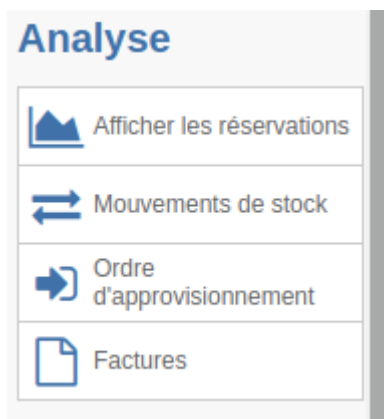 Analyse
Afficher les réservations
Mouvements de stock
Ordre
d'approvisionnement
Factures